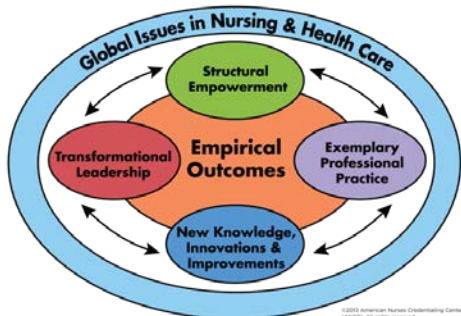 Global Issues in Nursing & Health Care
Structural
Empowerment
Transformational
Leadership
Empirical
Outcomes
Exemplary
Professional
Practice
New Knowledge,
Innovations &
Improvements
©2013 American Nurses Credentialing Center